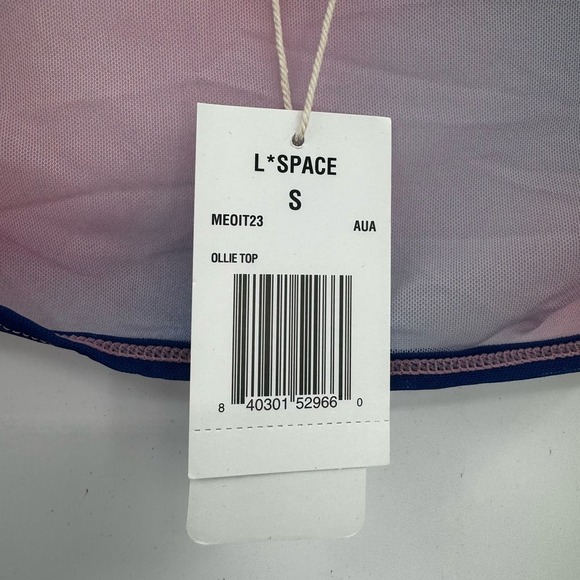 L*SPACE
S
MEOIT23 AUA
OLLIE TOP
8 40301 52966 0